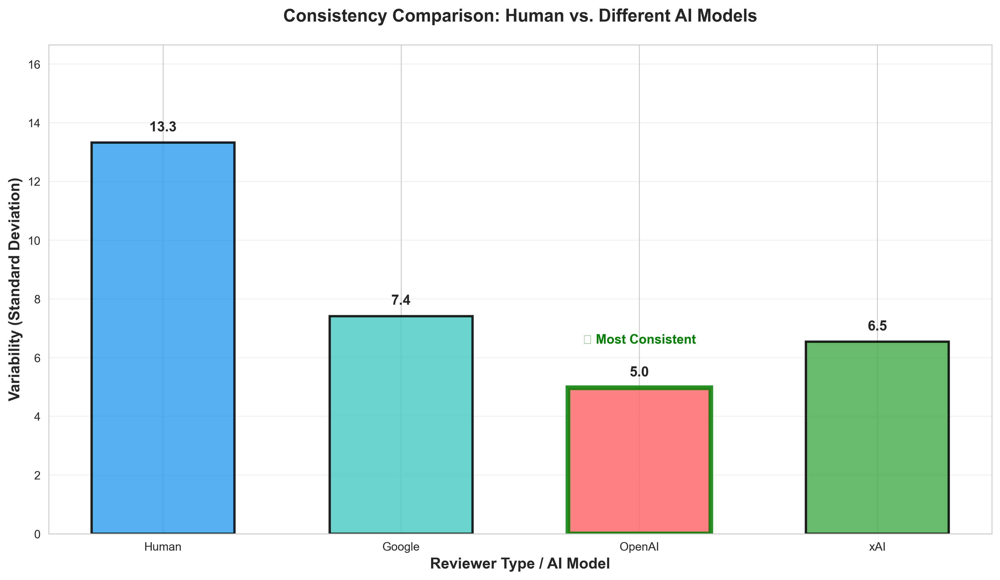 Consistency Comparison: Human vs. Different AI Models
Variability (Standard Deviation)
16
14
12
10
8
6
4
2
0
13.3
7.4
Most Consistent
5.0
6.5
Human
Google
OpenAI
xAI
Reviewer Type / AI Model